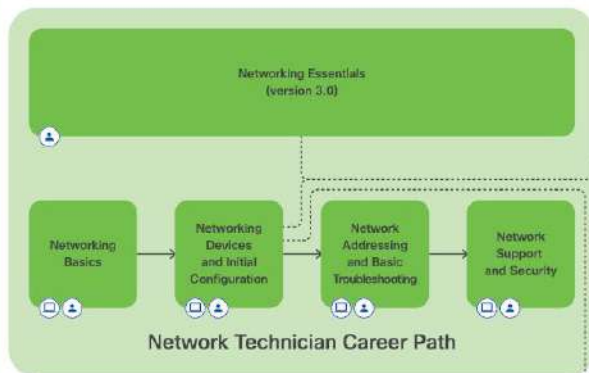 Networking Essentials
(version 3.0)
Networking
Basics
Networking
Devices
and Initial
Configuration
Network
Addressing
and Basic
Troubleshooting
Network
Support
and Security
Network Technician Career Path